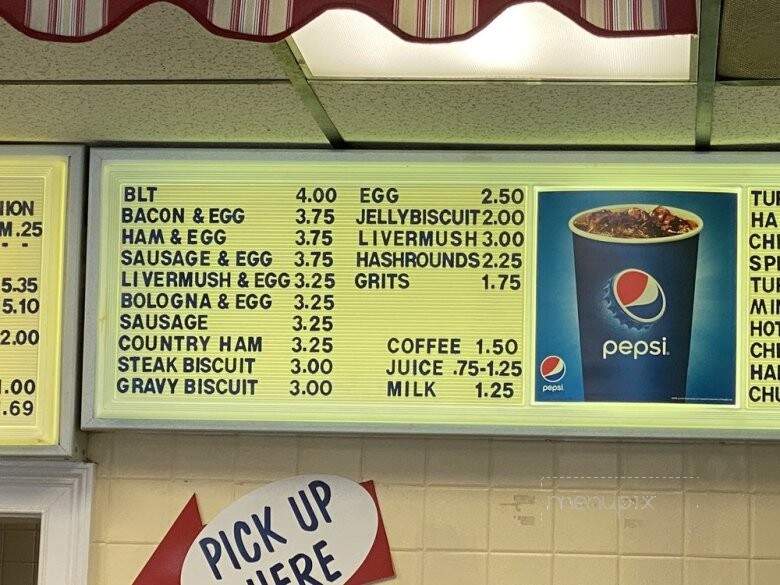 M.25
5.35
5.10
2.00
.00
.69
BLT 4.00
BACON & EGG 3.75
HAM & EGG 3.75
SAUSAGE & EGG 3.75
LIVERMUSH & EGG 3.25
BOLOGNA & EGG 3.25
SAUSAGE 3.25
COUNTRY HAM 3.25
STEAK BISCUIT 3.00
GRAVY BISCUIT 3.00
EGG 2.50
JELLYBISCUIT 2.00
LIVERMUSH 3.00
HASHROUNDS 2.25
GRITS 1.75
COFFEE 1.50
JUICE .75-1.25
MILK 1.25
pepsi
pepsi
TU
HA
CH
SP
TU
MI
HO
CH
HA
CHU
PICK UP
HERE
menupix